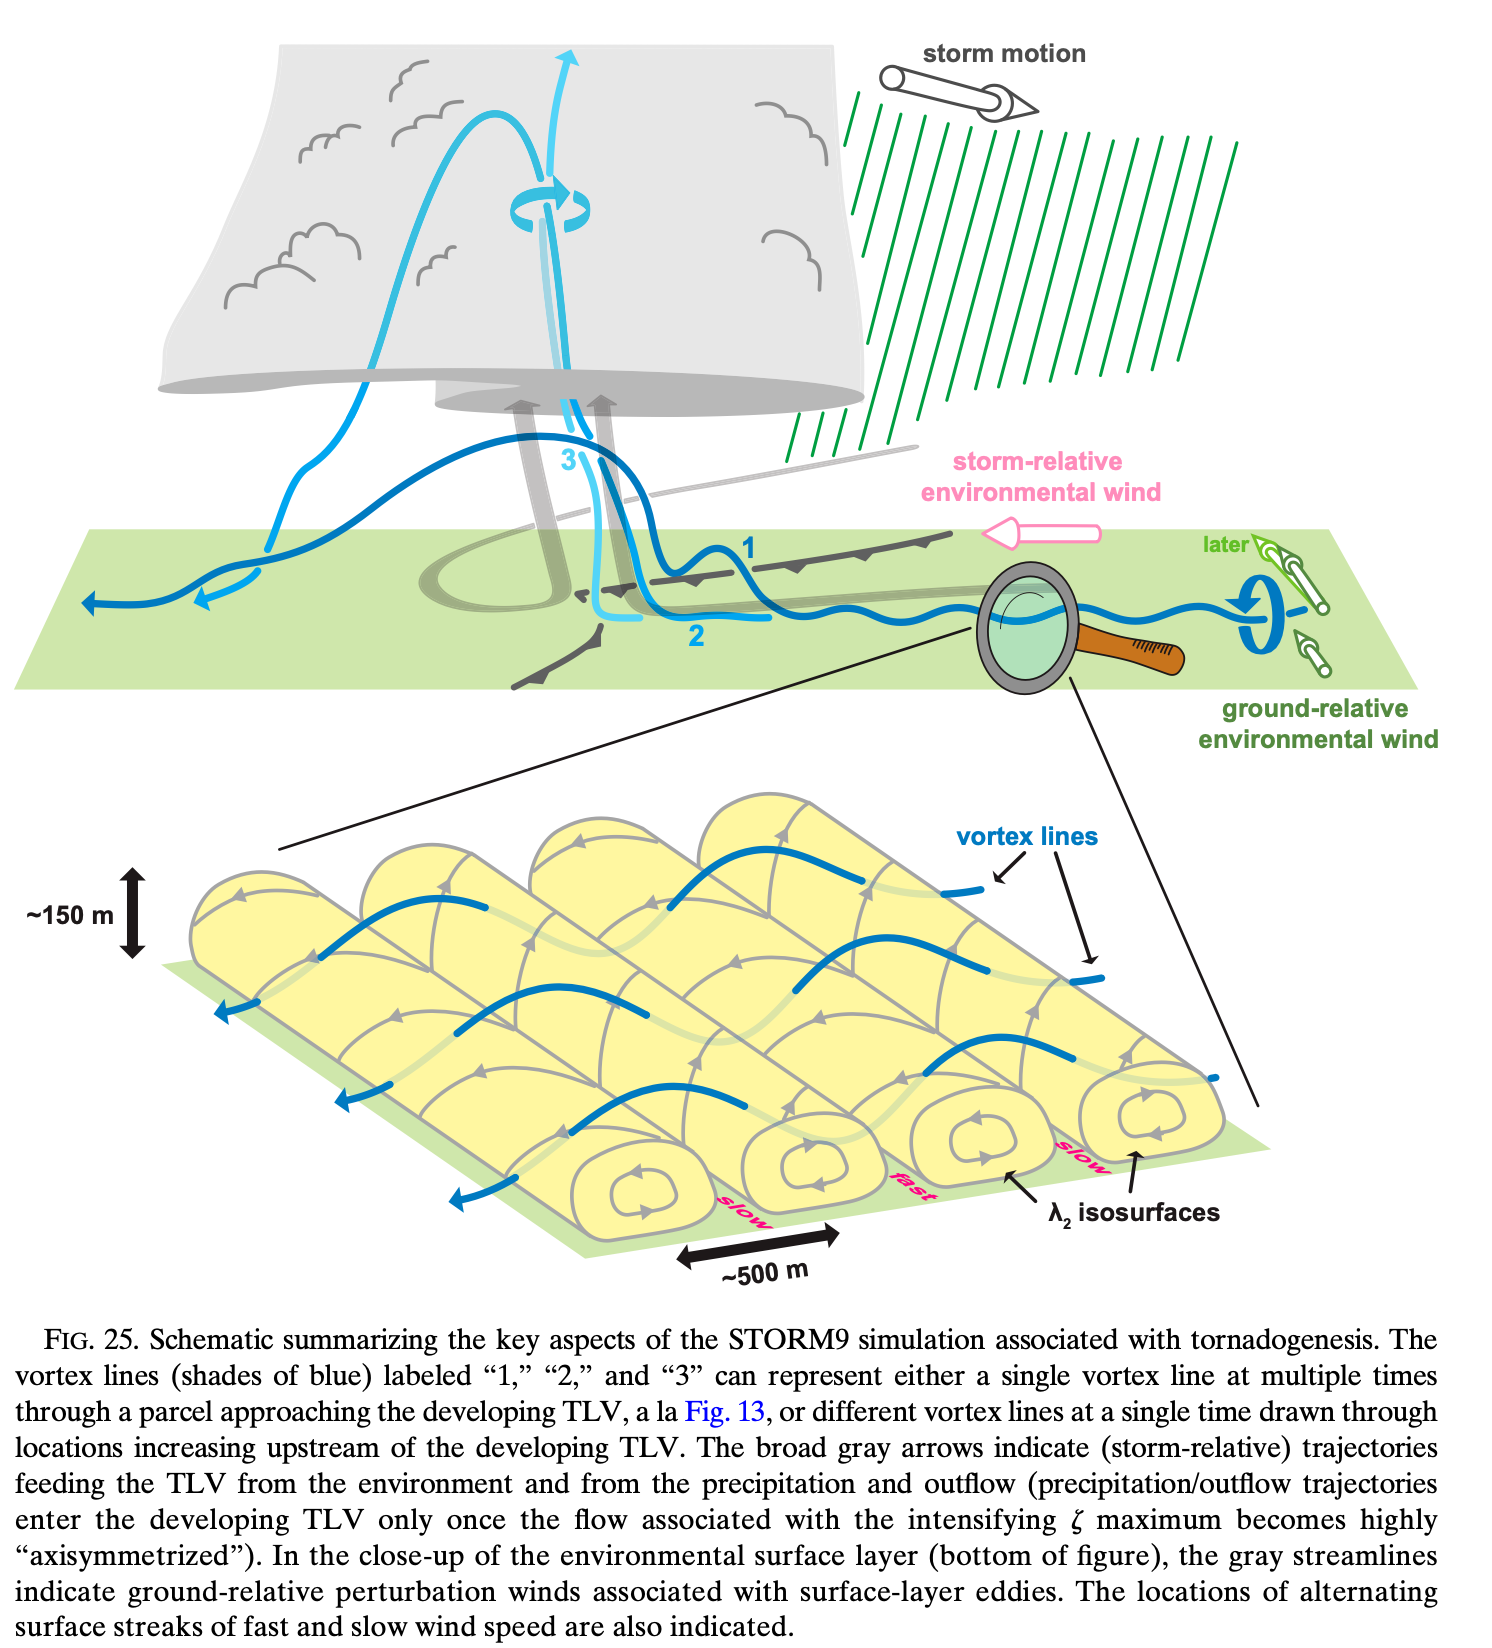 storm motion
storm-relative
environmental wind
later
3
1
2
ground-relative
environmental wind
vortex lines
~150 m
slow
fast
slow
λ2 isosurfaces
~500 m
FIG. 25. Schematic summarizing the key aspects of the STORM9 simulation associated with tornadogenesis. The
vortex lines (shades of blue) labeled “1,” “2,” and “3” can represent either a single vortex line at multiple times
through a parcel approaching the developing TLV, a la Fig. 13, or different vortex lines at a single time drawn through
locations increasing upstream of the developing TLV. The broad gray arrows indicate (storm-relative) trajectories
feeding the TLV from the environment and from the precipitation and outflow (precipitation/outflow trajectories
enter the developing TLV only once the flow associated with the intensifying ζ maximum becomes highly
“axisymmetrized”). In the close-up of the environmental surface layer (bottom of figure), the gray streamlines
indicate ground-relative perturbation winds associated with surface-layer eddies. The locations of alternating
surface streaks of fast and slow wind speed are also indicated.